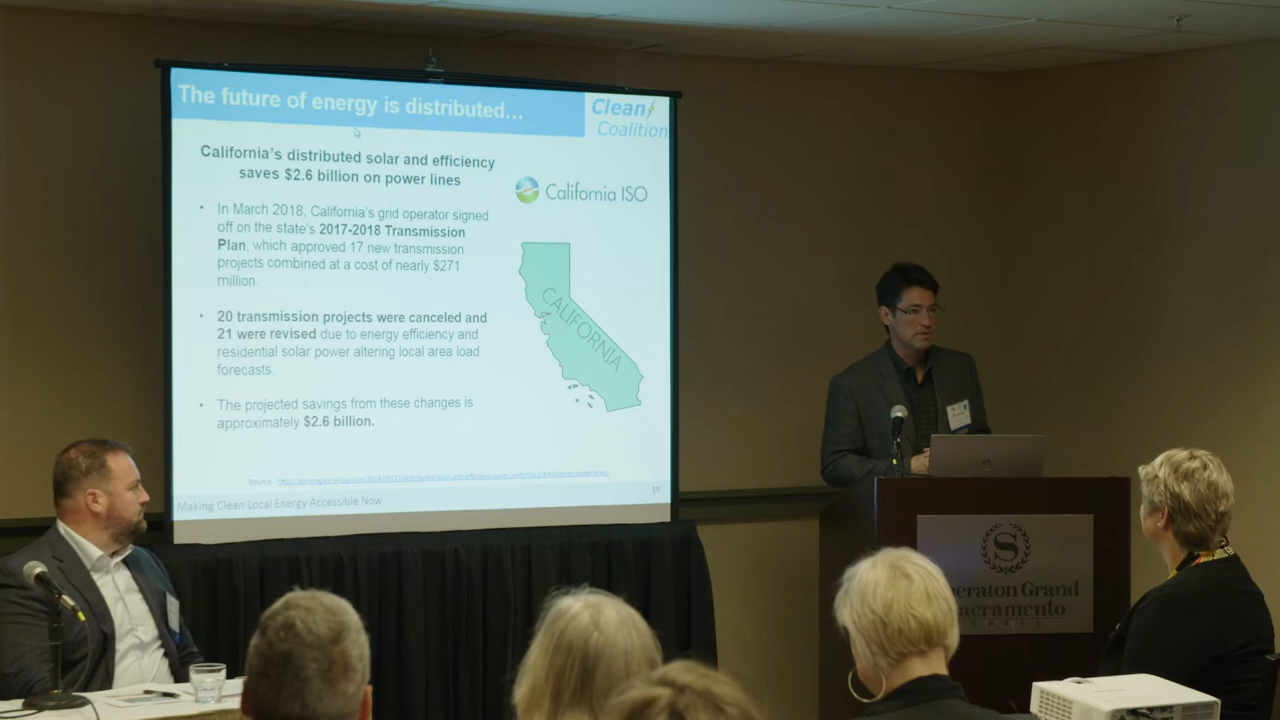 The future of energy is distributed...
Clean
Coalition
California's distributed solar and efficiency
saves $2.6 billion on power lines
California ISO
• In March 2018, California's grid operator signed
off on the state's 2017-2018 Transmission
Plan, which approved 17 new transmission
projects combined at a cost of nearly $271
million.
CALIFORNIA
• 20 transmission projects were canceled and
21 were revised due to energy efficiency and
residential solar power altering local area load
forecasts.
• The projected savings from these changes is
approximately $2.6 billion.
Source
Making Clean Local Energy Accessible Now
10
S
eraton Grand
acramento
HOTEL